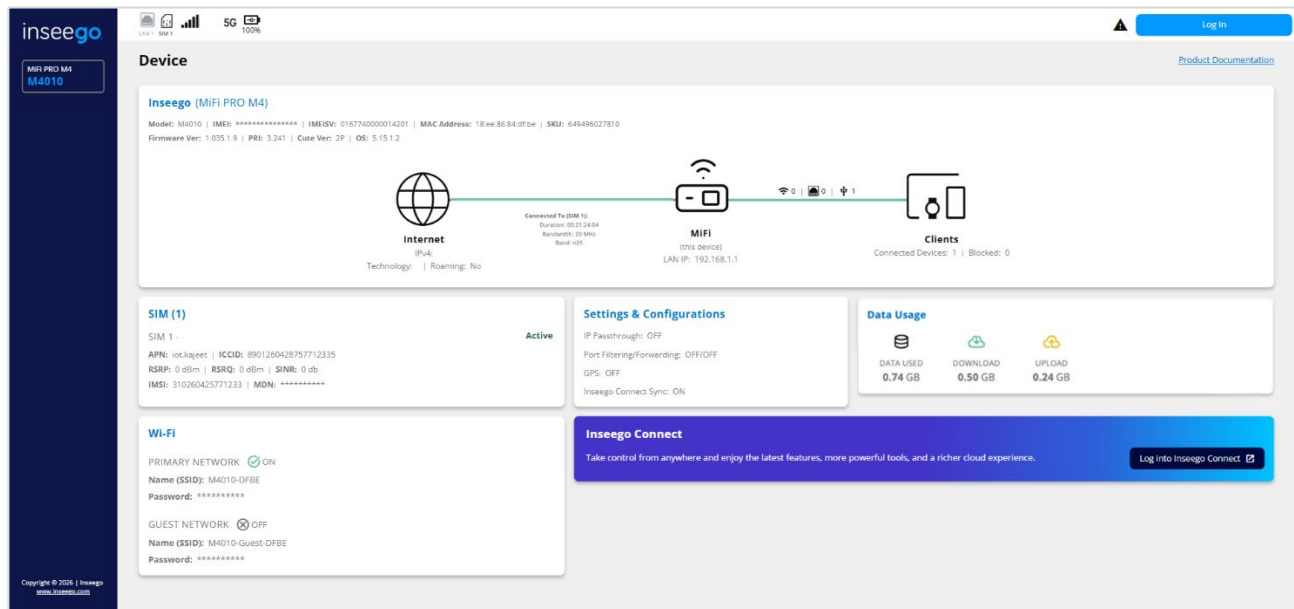 inseego
LAN 1 SIM 1 5G 100%
Log In
MiFi PRO M4
M4010
Device
Product Documentation
Inseego (MiFi PRO M4)
Model: M4010 | IMEI: *************** | IMEISV: 0167740000014201 | MAC Address: 18:ee:86:84:df:be | SKU: 649496027810
Firmware Ver: 1.035.1.9 | PRI: 3.241 | Cute Ver: 2P | OS: 5.15.1.2
0 | 0 | 1
Connected To (SIM 1):
Duration: 00:21:24:04
Bandwidth: 20 MHz
Band: n25
Internet
IPv4:
Technology: | Roaming: No
MiFi
(this device)
LAN IP: 192.168.1.1
Clients
Connected Devices: 1 | Blocked: 0
SIM (1)
SIM 1 - Active
APN: iot.kajeet | ICCID: 8901260428757712335
RSRP: 0 dBm | RSRQ: 0 dBm | SINR: 0 db
IMSI: 310260425771233 | MDN: **********
Settings & Configurations
IP Passthrough: OFF
Port Filtering/Forwarding: OFF/OFF
GPS: OFF
Inseego Connect Sync: ON
Data Usage
DATA USED DOWNLOAD UPLOAD
0.74 GB 0.50 GB 0.24 GB
Wi-Fi
PRIMARY NETWORK ON
Name (SSID): M4010-DFBE
Password: **********
GUEST NETWORK OFF
Name (SSID): M4010-Guest-DFBE
Password: **********
Inseego Connect
Take control from anywhere and enjoy the latest features, more powerful tools, and a richer cloud experience.
Log into Inseego Connect
Copyright © 2026 | Inseego
www.inseego.com